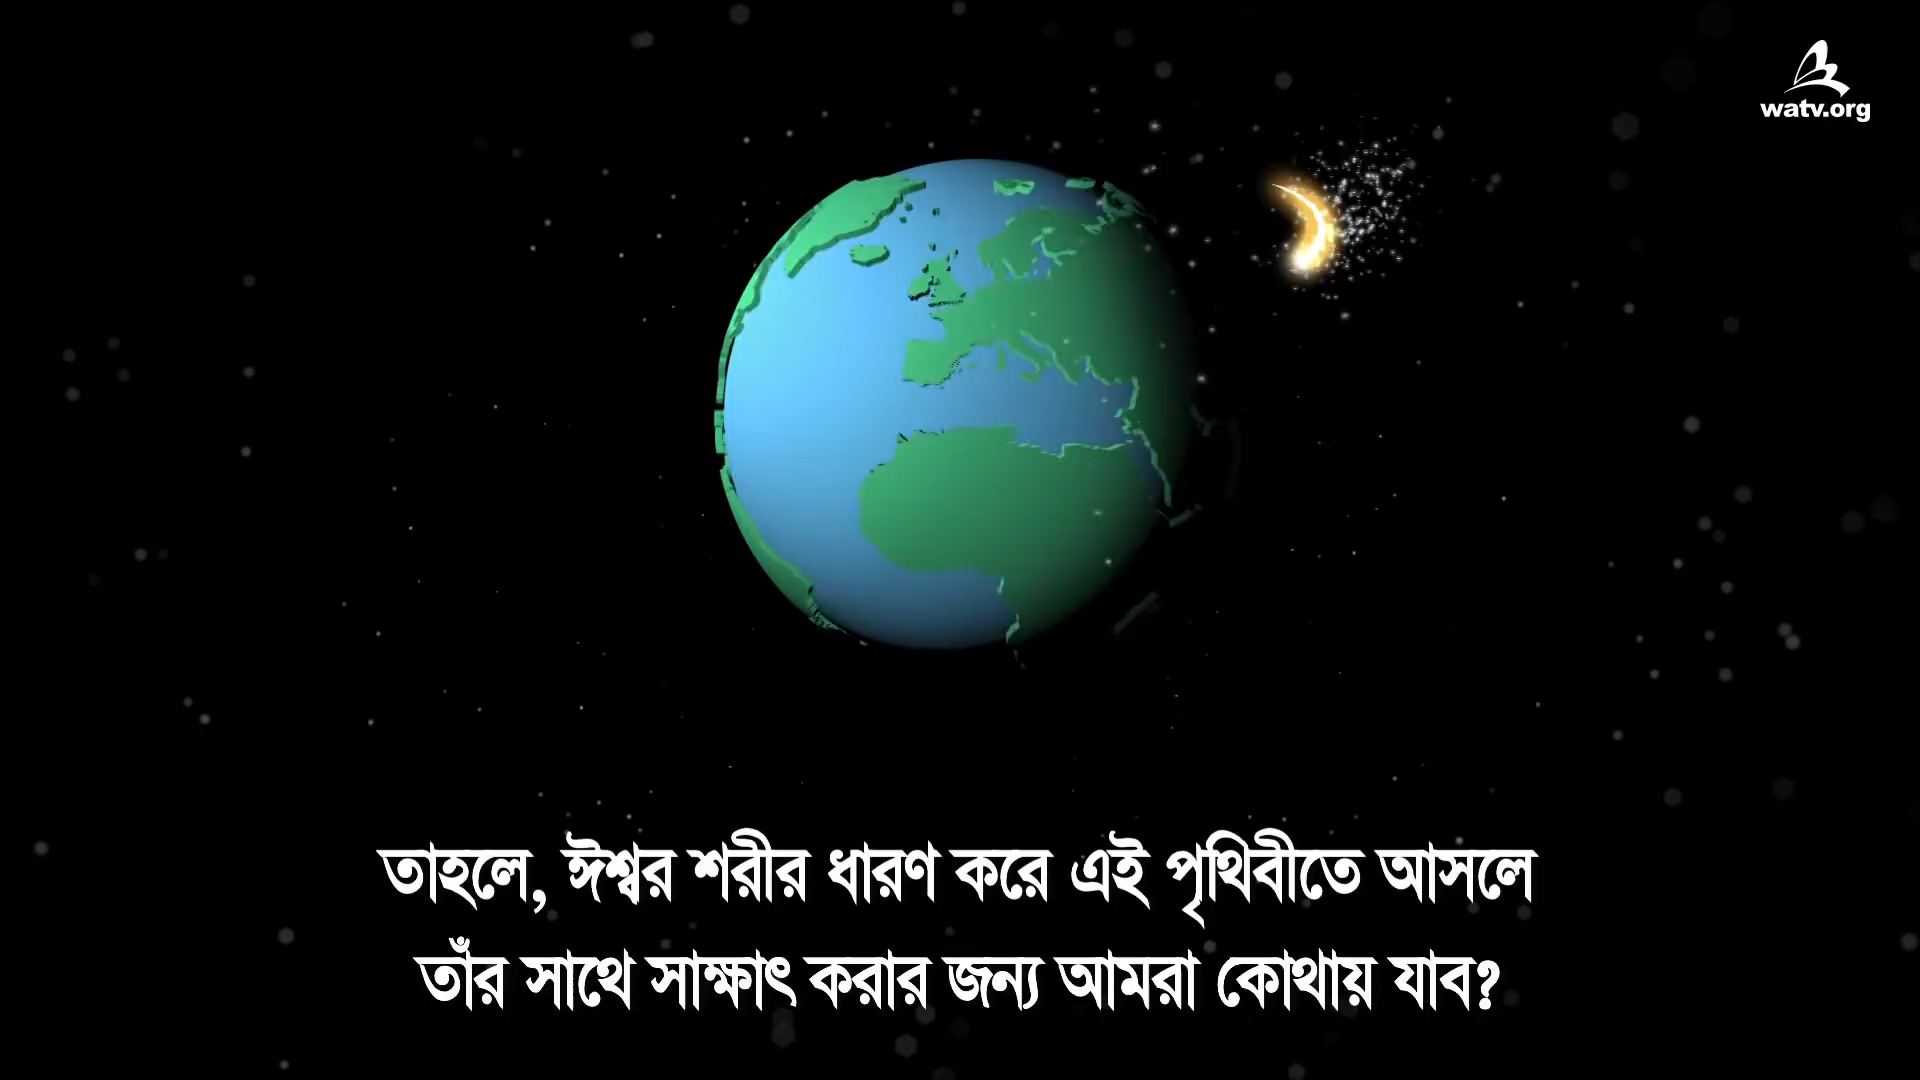 watv.org
তাহলে, ঈশ্বর শরীর ধারণ করে এই পৃথিবীতে আসলে
তাঁর সাথে সাক্ষাৎ করার জন্য আমরা কোথায় যাব?